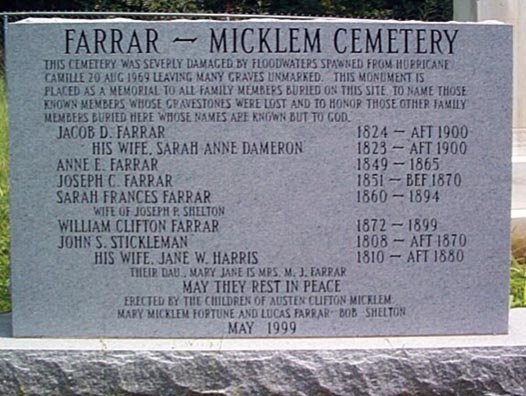 FARRAR ~ MICKLEM CEMETERY
THIS CEMETERY WAS SEVERLY DAMAGED BY FLOODWATERS SPAWNED FROM HURRICANE
CAMILLE 20 AUG 1969 LEAVING MANY GRAVES UNMARKED. THIS MONUMENT IS
PLACED AS A MEMORIAL TO ALL FAMILY MEMBERS BURIED ON THIS SITE, TO NAME THOSE
KNOWN MEMBERS WHOSE GRAVESTONES WERE LOST AND TO HONOR THOSE OTHER FAMILY
MEMBERS BURIED HERE WHOSE NAMES ARE KNOWN BUT TO GOD.
JACOB D. FARRAR 1824 ~ AFT 1900
HIS WIFE, SARAH ANNE DAMERON 1823 ~ AFT 1900
ANNE E. FARRAR 1849 ~ 1865
JOSEPH C. FARRAR 1851 ~ BEF 1870
SARAH FRANCES FARRAR 1860 ~ 1894
WIFE OF JOSEPH P. SHELTON
WILLIAM CLIFTON FARRAR 1872 ~ 1899
JOHN S. STICKLEMAN 1808 ~ AFT 1870
HIS WIFE, JANE W. HARRIS 1810 ~ AFT 1880
THEIR DAU., MARY JANE IS MRS. M. J. FARRAR
MAY THEY REST IN PEACE
ERECTED BY THE CHILDREN OF AUSTEN CLIFTON MICKLEM
MARY MICKLEM FORTUNE AND LUCAS FARRAR "BOB" SHELTON
MAY 1999